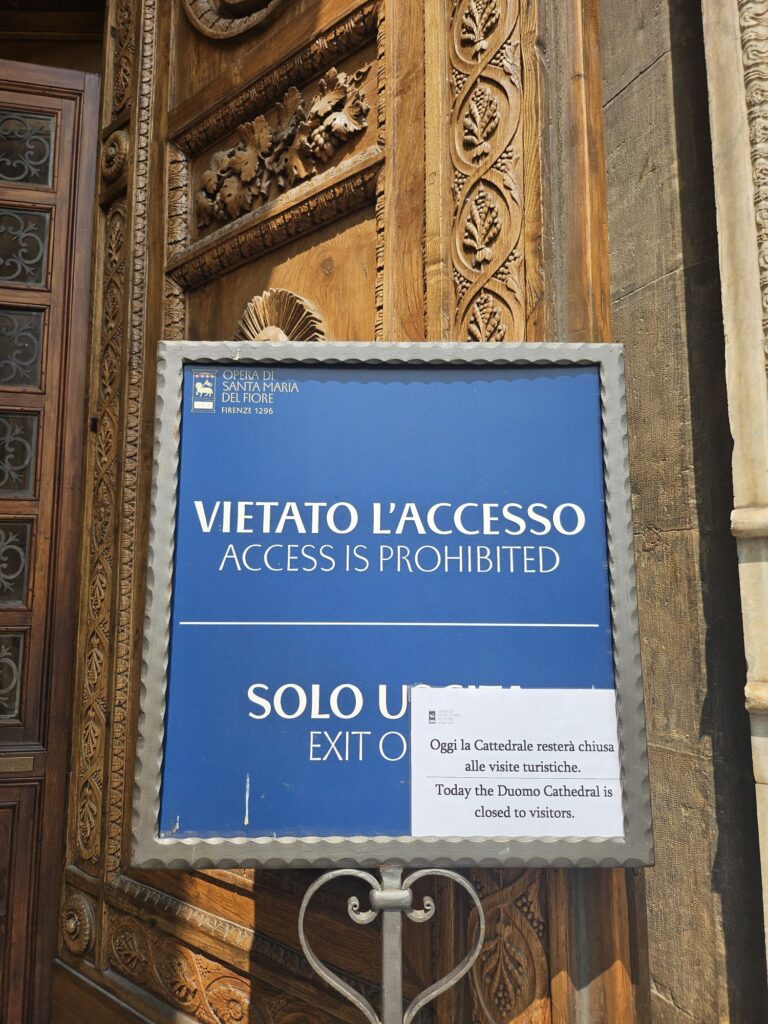 OPERA DI
SANTA MARIA
DEL FIORE
FIRENZE 1296
VIETATO L'ACCESSO
ACCESS IS PROHIBITED
SOLO
EXIT
Oggi la Cattedrale resterà chiusa
alle visite turistiche.
Today the Duomo Cathedral is
closed to visitors.